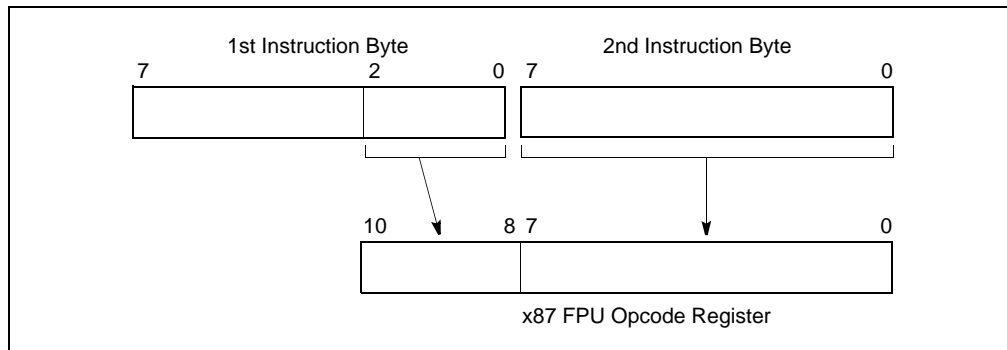 1st Instruction Byte 2nd Instruction Byte
7 2 0 7 0
10 8 7 0
x87 FPU Opcode Register